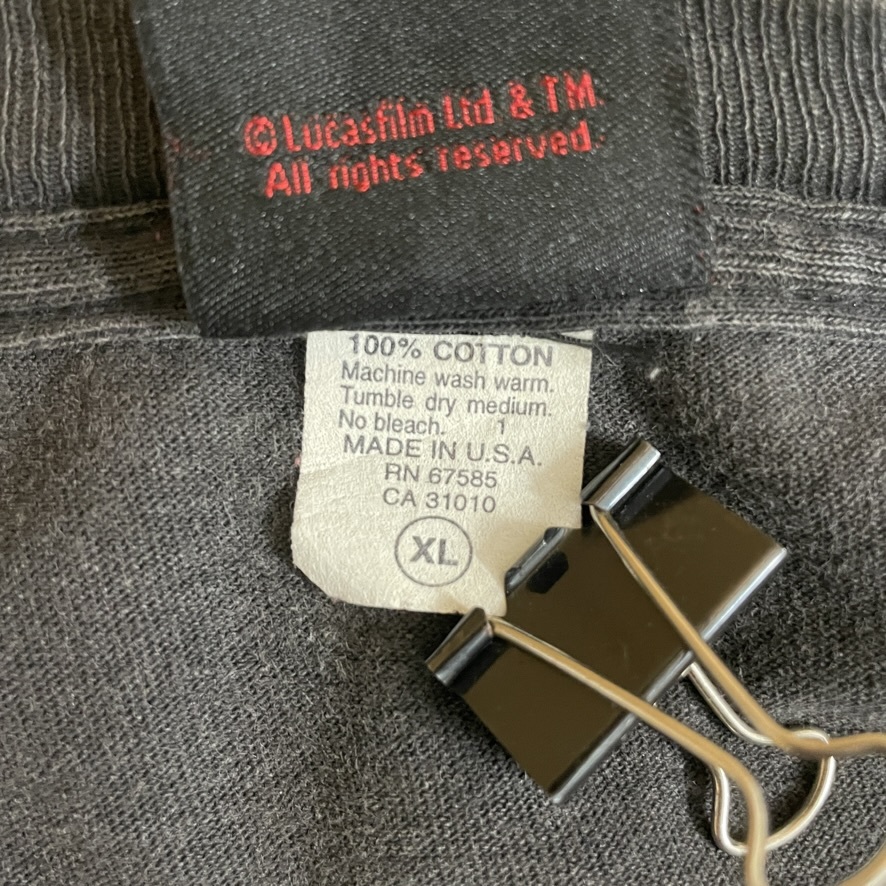 ©Lucasfilm Ltd & TM.
All rights reserved.
100% COTTON
Machine wash warm.
Tumble dry medium.
No bleach. 1
MADE IN U.S.A.
RN 67585
CA 31010
XL